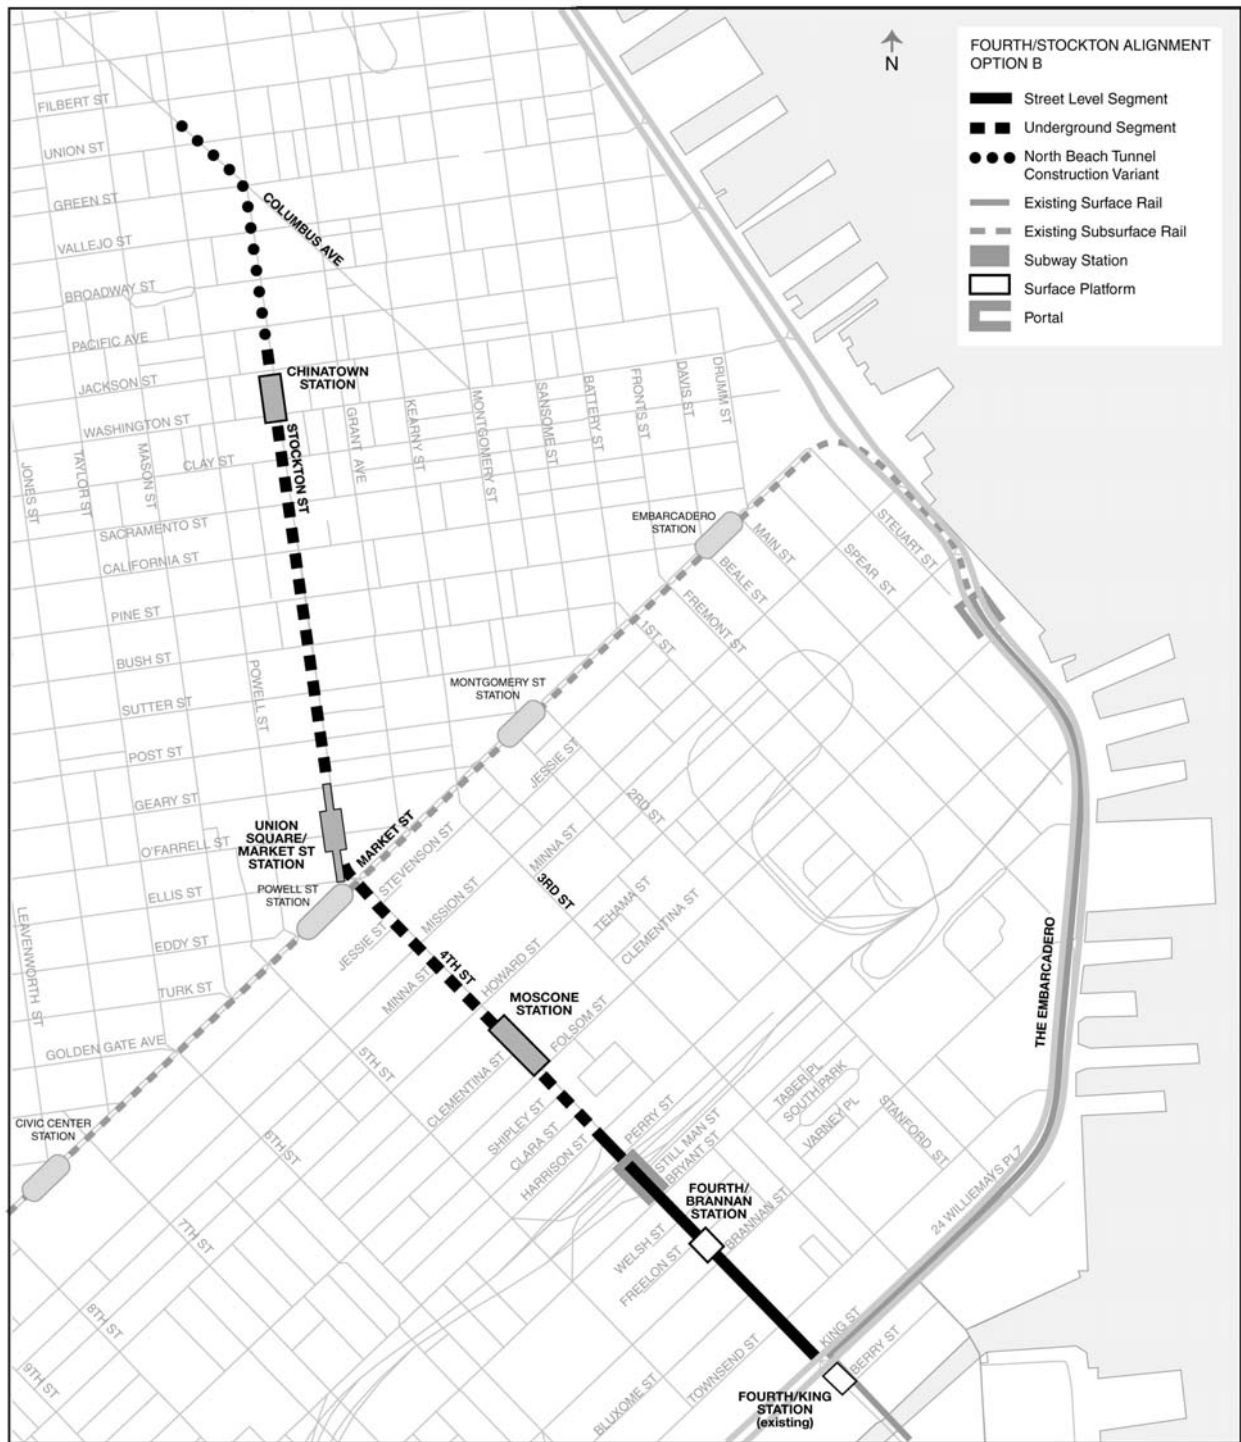 FOURTH/STOCKTON ALIGNMENT
OPTION B
Street Level Segment
Underground Segment
North Beach Tunnel
Construction Variant
Existing Surface Rail
Existing Subsurface Rail
Subway Station
Surface Platform
Portal
N
FILBERT ST
UNION ST
GREEN ST
VALLEJO ST
BROADWAY ST
PACIFIC AVE
JACKSON ST
WASHINGTON ST
CLAY ST
SACRAMENTO ST
CALIFORNIA ST
PINE ST
BUSH ST
SUTTER ST
POST ST
GEARY ST
O'FARRELL ST
ELLIS ST
EDDY ST
TURK ST
GOLDEN GATE AVE
COLUMBUS AVE
CHINATOWN
STATION
STOCKTON ST
JONES ST
TAYLOR ST
MASON ST
POWELL ST
LEAVENWORTH ST
GRANT AVE
KEARNY ST
MONTGOMERY ST
SANSOME ST
BATTERY ST
FRONTS ST
DAVIS ST
DRUMM ST
EMBARCADERO
STATION
MAIN ST
SPEAR ST
STEUART ST
BEALE ST
FREMONT ST
1ST ST
MONTGOMERY ST
STATION
JESSIE ST
2RD ST
MINNA ST
3RD ST
TEHAMA ST
CLEMENTINA ST
UNION
SQUARE/
MARKET ST
STATION
MARKET ST
STEVENSON ST
POWELL ST
STATION
MISSION ST
JESSIE ST
MINNA ST
4TH ST
HOWARD ST
MOSCONE
STATION
FOLSOM ST
5TH ST
CLEMENTINA ST
SHIPLEY ST
CLARA ST
HARRISON ST
PERRY ST
STILL MAN ST
BRYANT ST
TABER PL
SOUTH PARK
VARNEY PL
STANFORD ST
THE EMBARCADERO
CIVIC CENTER
STATION
6TH ST
7TH ST
8TH ST
9TH ST
FOURTH/
BRANNAN
STATION
BRANNAN ST
WELSH ST
FREELON ST
24 WILLIEMAYS PLZ
KING ST
BERRY ST
TOWNSEND ST
BLUXOME ST
FOURTH/KING
STATION
(existing)